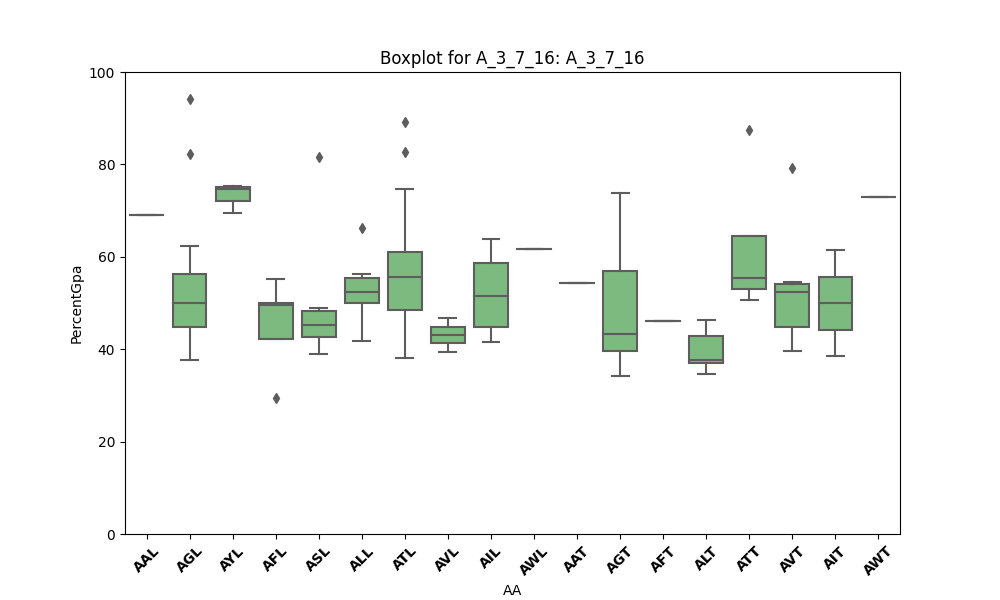 Boxplot for A_3_7_16: A_3_7_16
PercentGpa
100
80
60
40
20
0
AAL AGL AYL AFL ASL ALL ATL AVL AIL AWL AAT AGT AFT ALT ATT AVT AIT AWT
AA